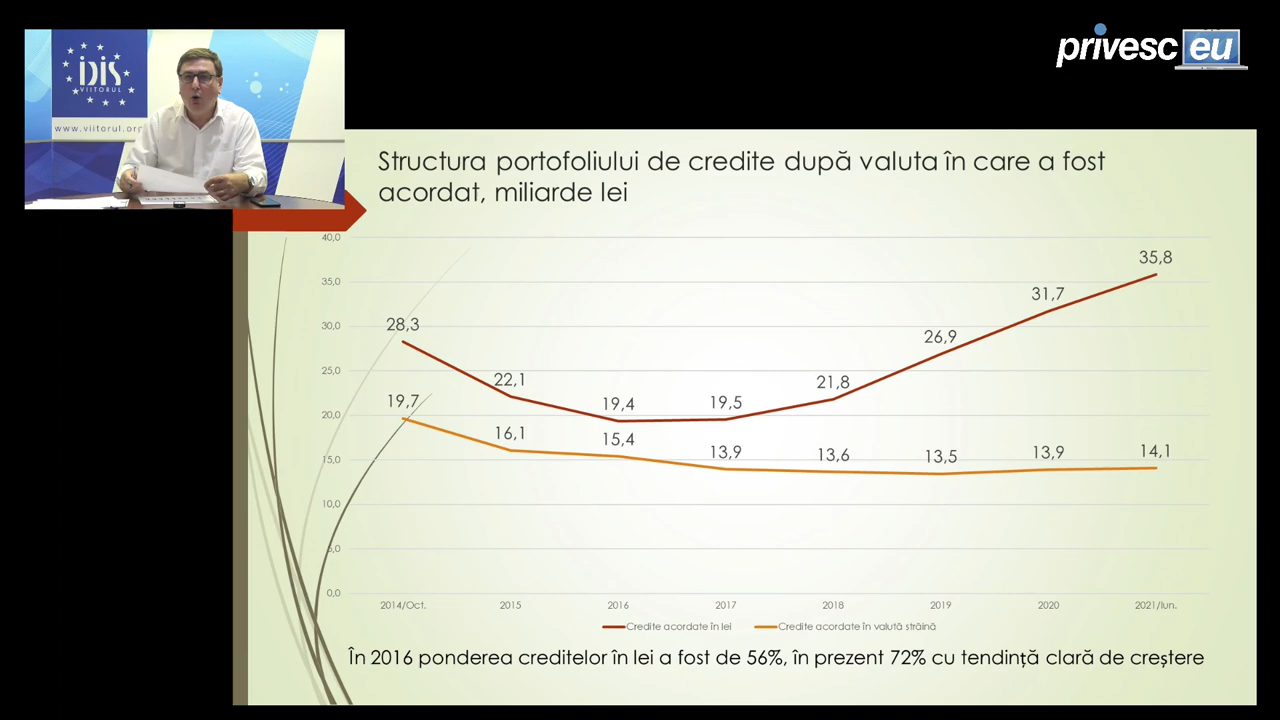 privesc eu
iDiS
VIITORUL
www.viitorul.org
Structura portofoliului de credite după valuta în care a fost
acordat, miliarde lei
40,0
35,0
30,0
25,0
20,0
15,0
10,0
5,0
0,0
28,3
22,1
19,4
19,5
21,8
26,9
31,7
35,8
19,7
16,1
15,4
13,9
13,6
13,5
13,9
14,1
2014/Oct. 2015 2016 2017 2018 2019 2020 2021/Iun.
Credite acordate în lei Credite acordate în valută străină
În 2016 ponderea creditelor în lei a fost de 56%, în prezent 72% cu tendință clară de creștere